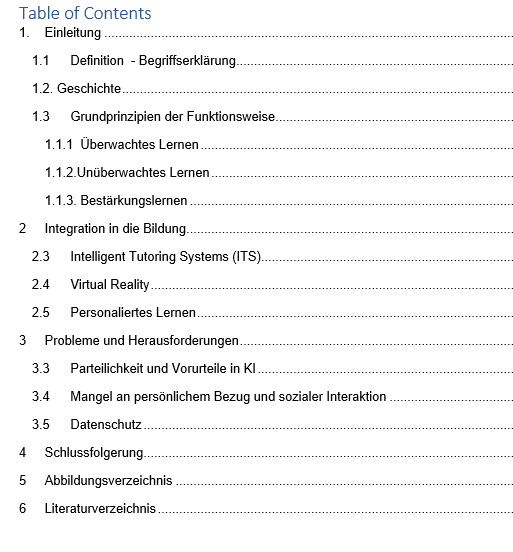 Table of Contents
1. Einleitung
1.1 Definition - Begriffserklärung
1.2. Geschichte
1.3 Grundprinzipien der Funktionsweise
1.1.1 Überwachtes Lernen
1.1.2.Unüberwachtes Lernen
1.1.3. Bestärkungslernen
2 Integration in die Bildung
2.3 Intelligent Tutoring Systems (ITS)
2.4 Virtual Reality
2.5 Personaliertes Lernen
3 Probleme und Herausforderungen
3.3 Parteilichkeit und Vorurteile in KI
3.4 Mangel an persönlichem Bezug und sozialer Interaktion
3.5 Datenschutz
4 Schlussfolgerung
5 Abbildungsverzeichnis
6 Literaturverzeichnis